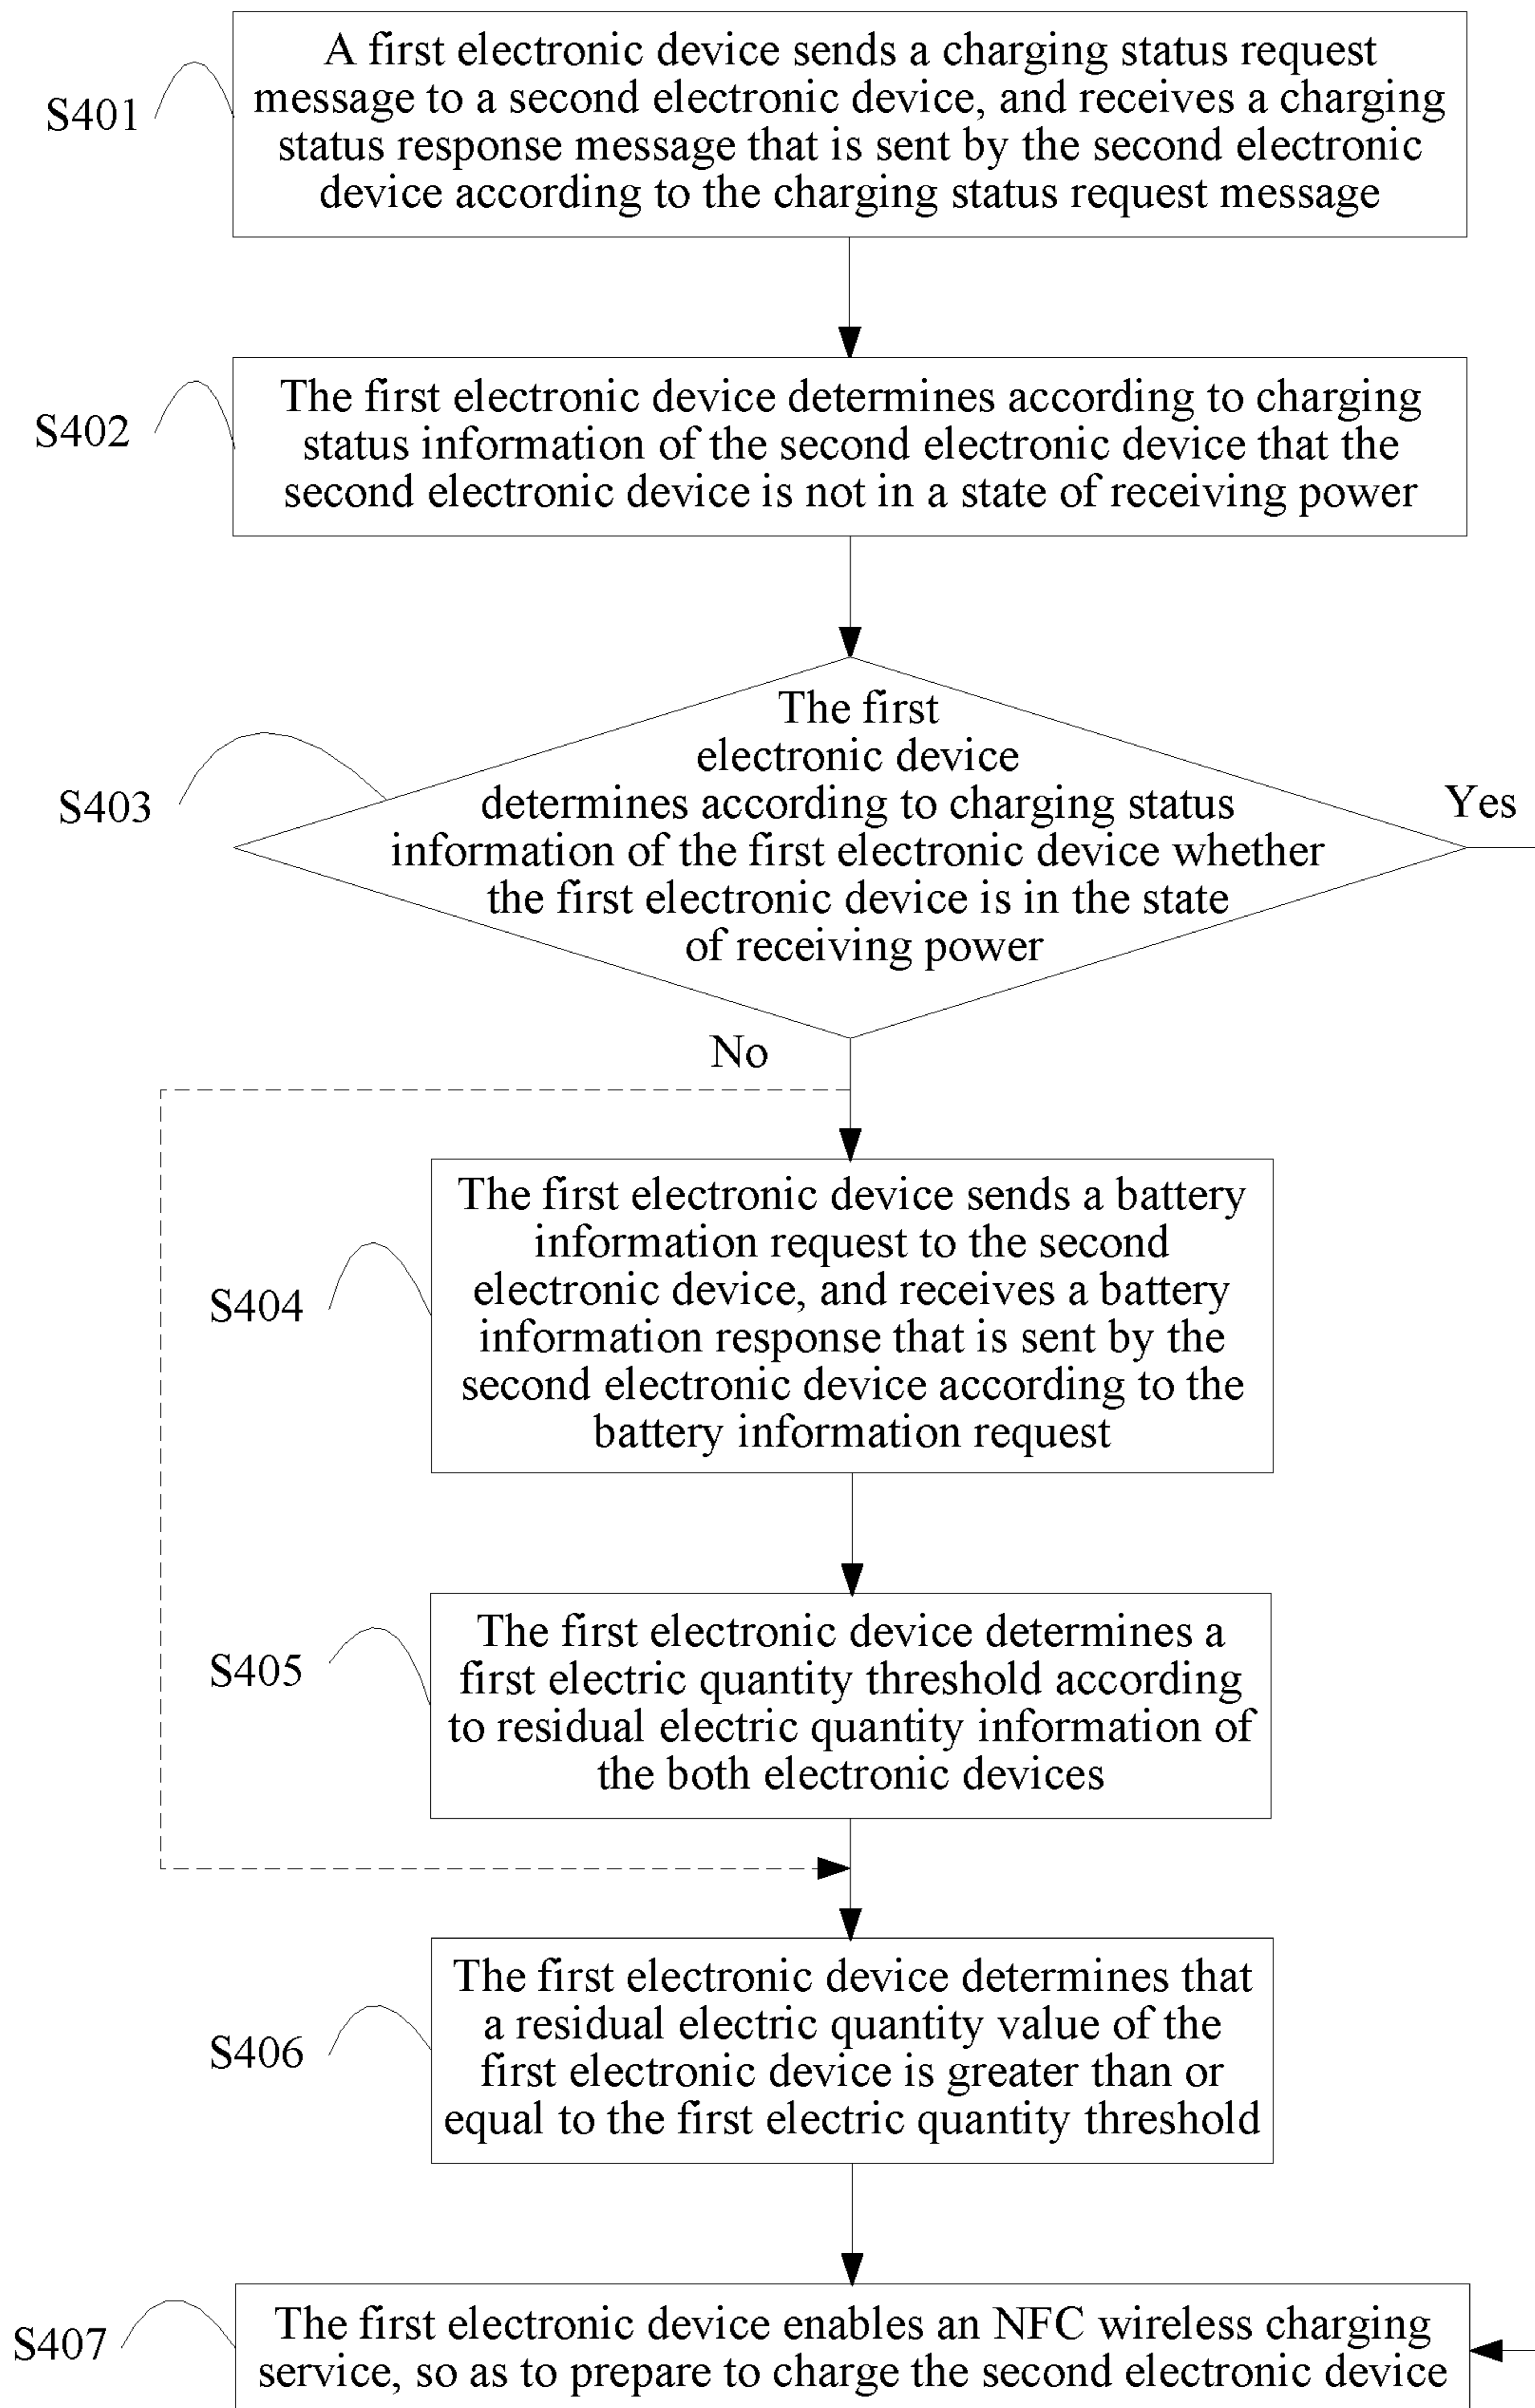 S401
A first electronic device sends a charging status request
message to a second electronic device, and receives a charging
status response message that is sent by the second electronic
device according to the charging status request message
S402
The first electronic device determines according to charging
status information of the second electronic device that the
second electronic device is not in a state of receiving power
S403
The first
electronic device
determines according to charging status
information of the first electronic device whether
the first electronic device is in the state
of receiving power
Yes
No
S404
The first electronic device sends a battery
information request to the second
electronic device, and receives a battery
information response that is sent by the
second electronic device according to the
battery information request
S405
The first electronic device determines a
first electric quantity threshold according
to residual electric quantity information of
the both electronic devices
S406
The first electronic device determines that
a residual electric quantity value of the
first electronic device is greater than or
equal to the first electric quantity threshold
S407
The first electronic device enables an NFC wireless charging
service, so as to prepare to charge the second electronic device